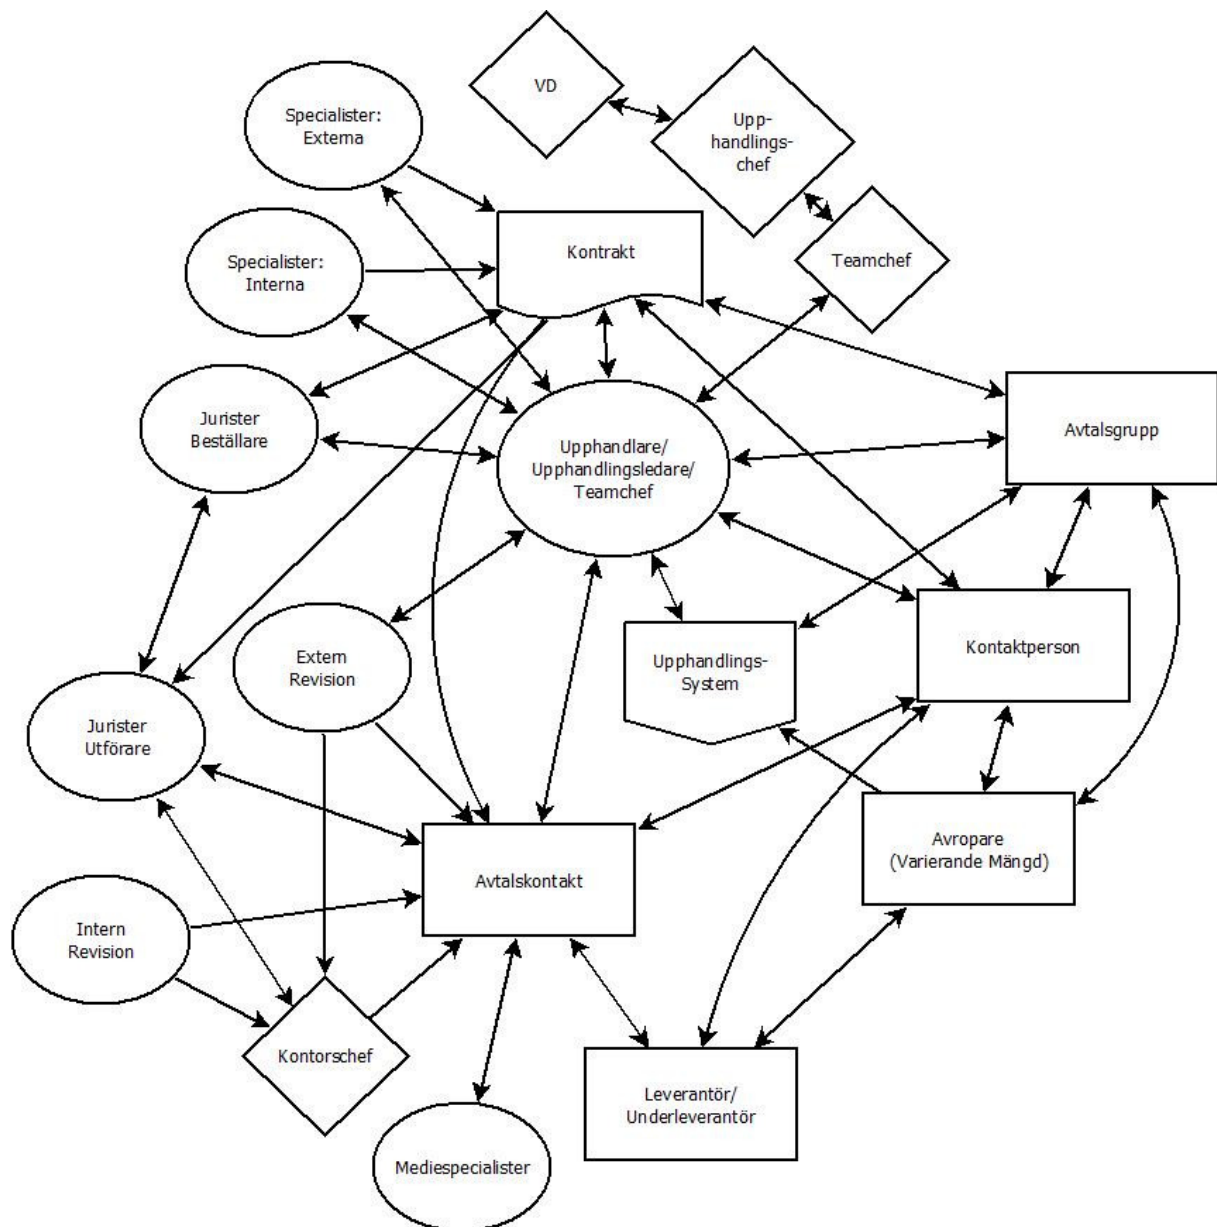 VD
Specialister:
Externa
Upp-
handlings-
chef
Kontrakt
Teamchef
Specialister:
Interna
Jurister
Beställare
Upphandlare/
Upphandlingsledare/
Teamchef
Avtalsgrupp
Extern
Revision
Upphandlings-
System
Kontaktperson
Jurister
Utförare
Avropare
(Varierande Mängd)
Avtalskontakt
Intern
Revision
Kontorschef
Leverantör/
Underleverantör
Mediespecialister